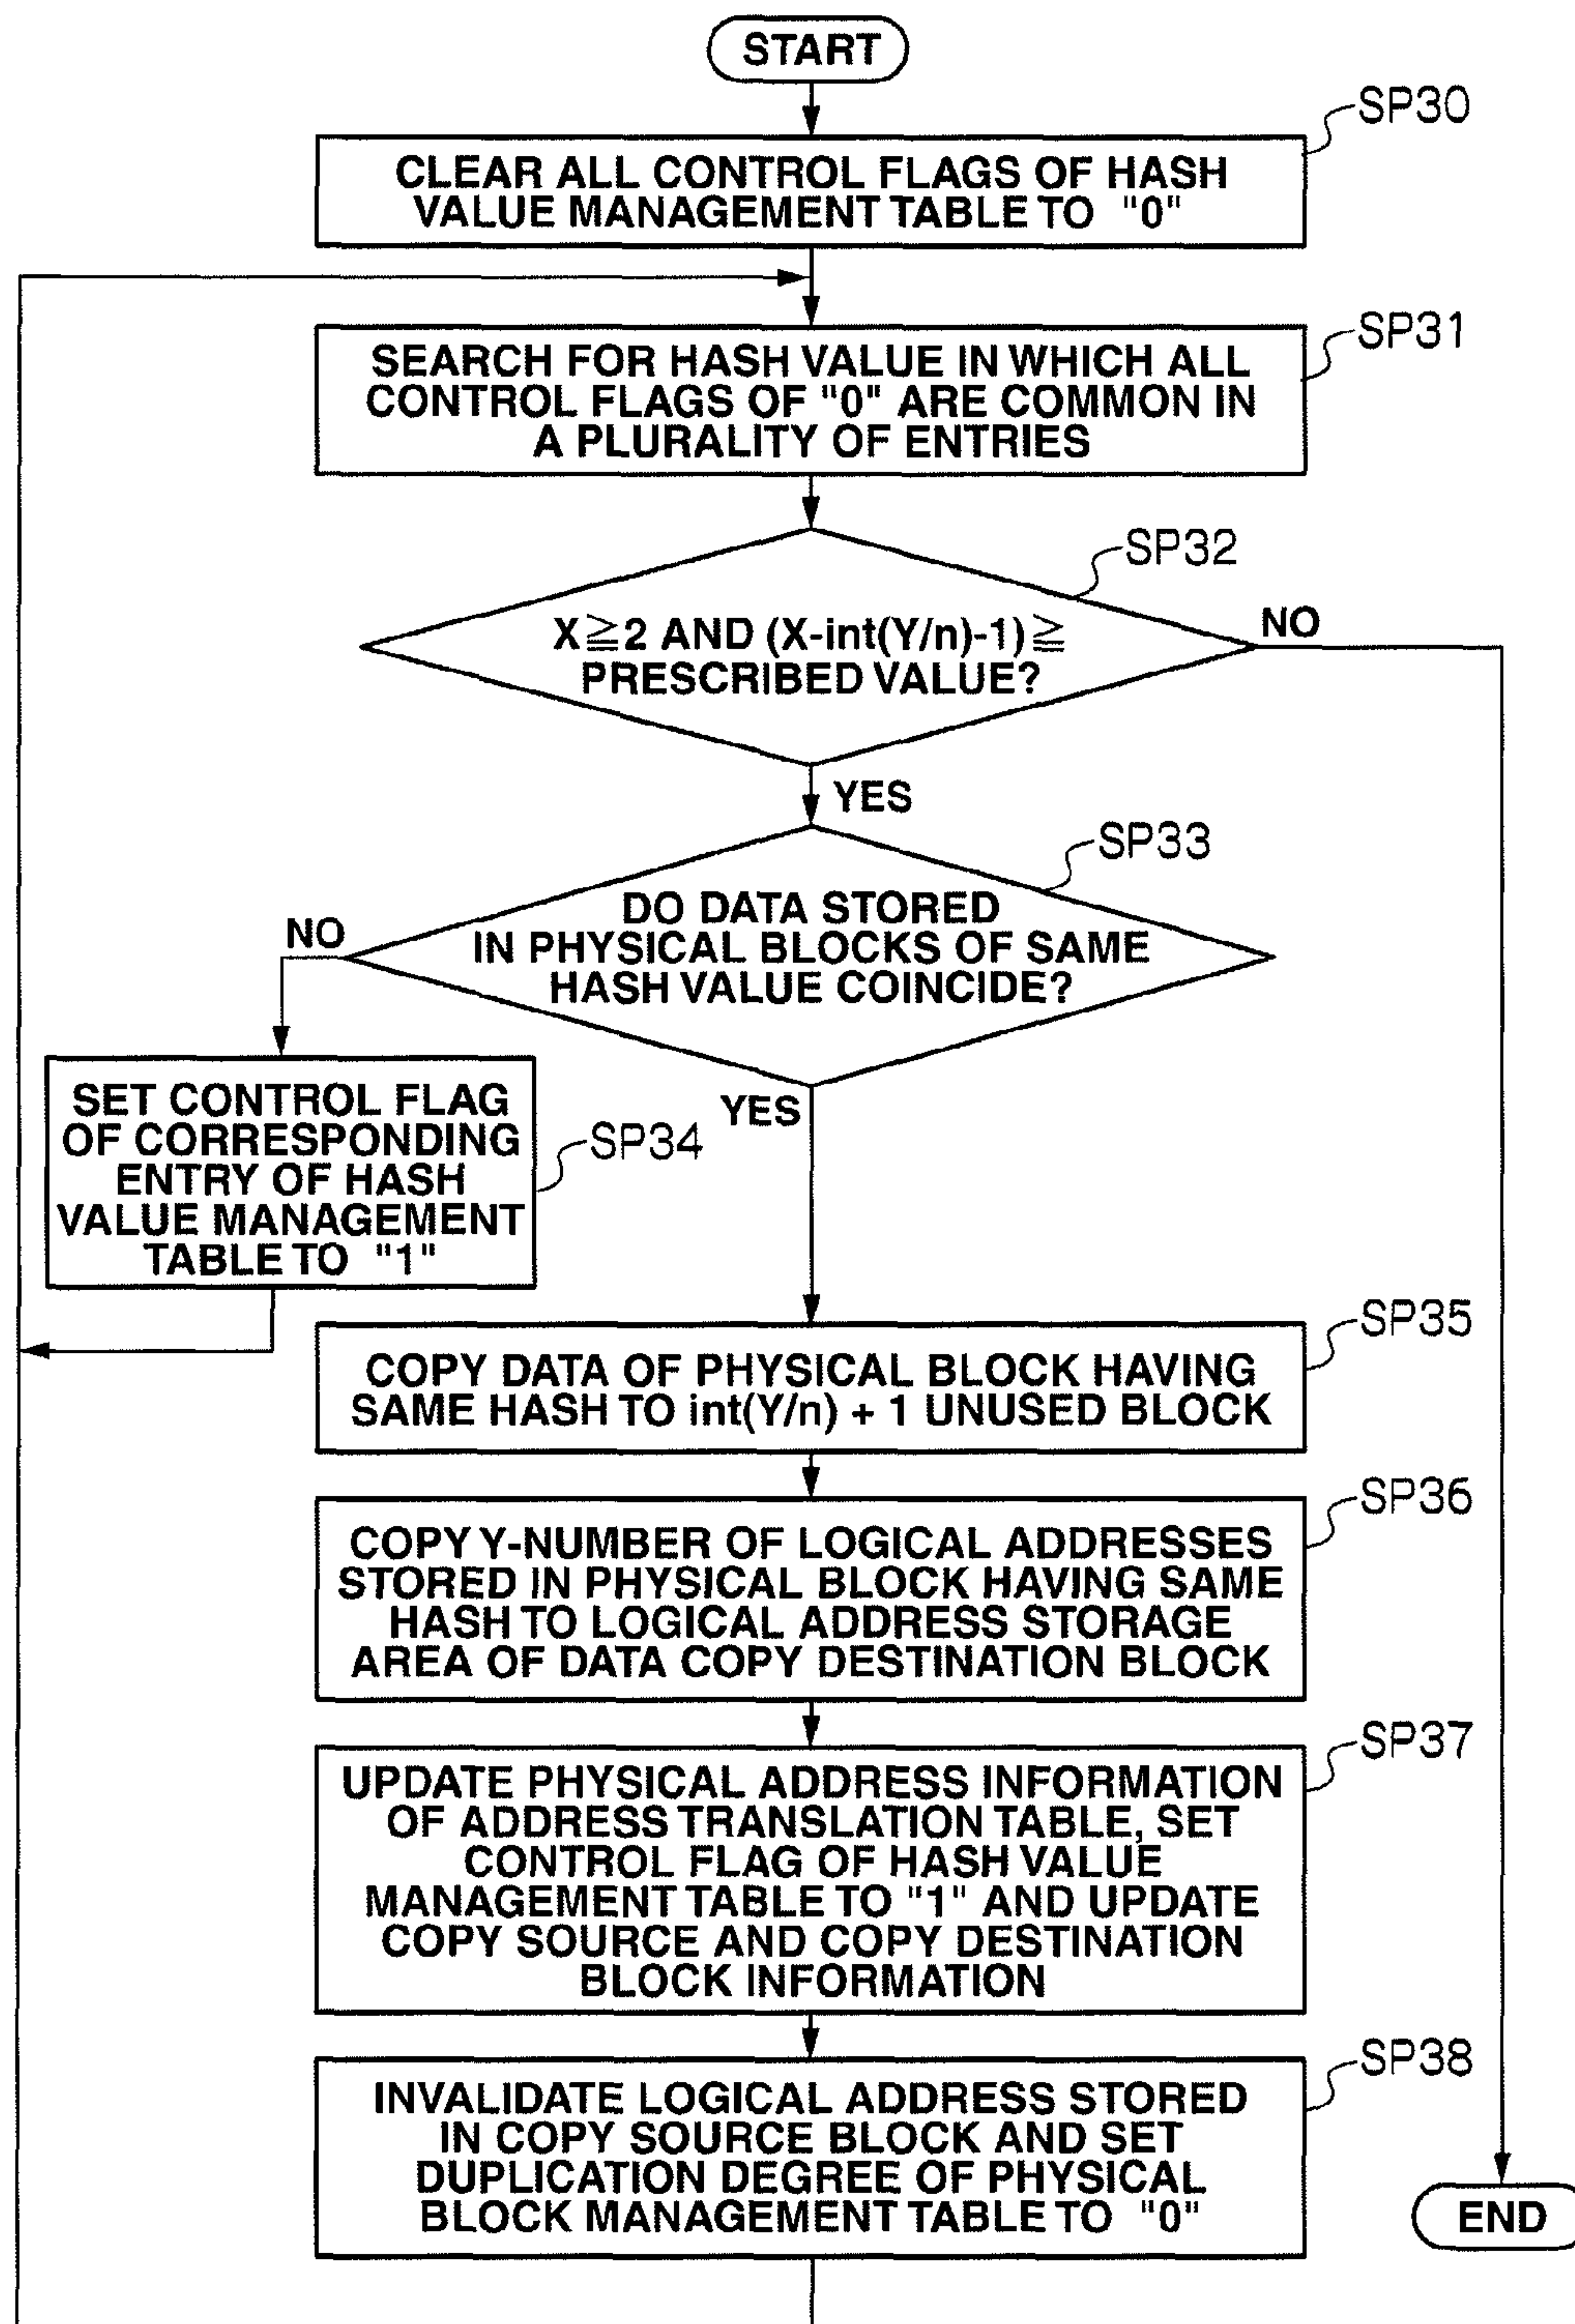 START
SP30
CLEAR ALL CONTROL FLAGS OF HASH
VALUE MANAGEMENT TABLE TO "0"
SP31
SEARCH FOR HASH VALUE IN WHICH ALL
CONTROL FLAGS OF "0" ARE COMMON IN
A PLURALITY OF ENTRIES
SP32
X≧2 AND (X-int(Y/n)-1)≧
PRESCRIBED VALUE?
NO
YES
SP33
DO DATA STORED
IN PHYSICAL BLOCKS OF SAME
HASH VALUE COINCIDE?
NO
YES
SET CONTROL FLAG
OF CORRESPONDING
ENTRY OF HASH
VALUE MANAGEMENT
TABLE TO "1"
SP34
SP35
COPY DATA OF PHYSICAL BLOCK HAVING
SAME HASH TO int(Y/n) + 1 UNUSED BLOCK
SP36
COPY Y-NUMBER OF LOGICAL ADDRESSES
STORED IN PHYSICAL BLOCK HAVING SAME
HASH TO LOGICAL ADDRESS STORAGE
AREA OF DATA COPY DESTINATION BLOCK
SP37
UPDATE PHYSICAL ADDRESS INFORMATION
OF ADDRESS TRANSLATION TABLE, SET
CONTROL FLAG OF HASH VALUE
MANAGEMENT TABLE TO "1" AND UPDATE
COPY SOURCE AND COPY DESTINATION
BLOCK INFORMATION
SP38
INVALIDATE LOGICAL ADDRESS STORED
IN COPY SOURCE BLOCK AND SET
DUPLICATION DEGREE OF PHYSICAL
BLOCK MANAGEMENT TABLE TO "0"
END